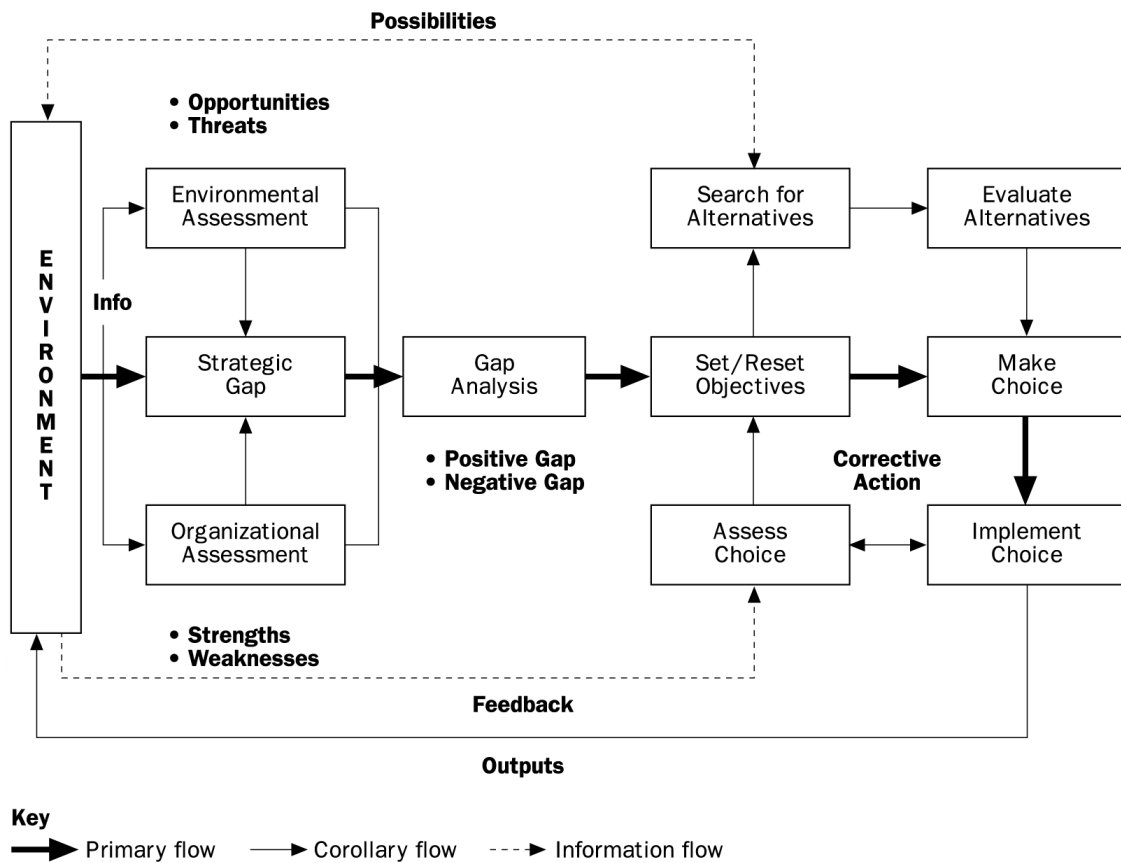 Possibilities
• Opportunities
• Threats
ENVIRONMENT
Environmental
Assessment
Search for
Alternatives
Evaluate
Alternatives
Info
Strategic
Gap
Gap
Analysis
Set/Reset
Objectives
Make
Choice
• Positive Gap
• Negative Gap
Corrective
Action
Organizational
Assessment
Assess
Choice
Implement
Choice
• Strengths
• Weaknesses
Feedback
Outputs
Key
Primary flow
Corollary flow
Information flow